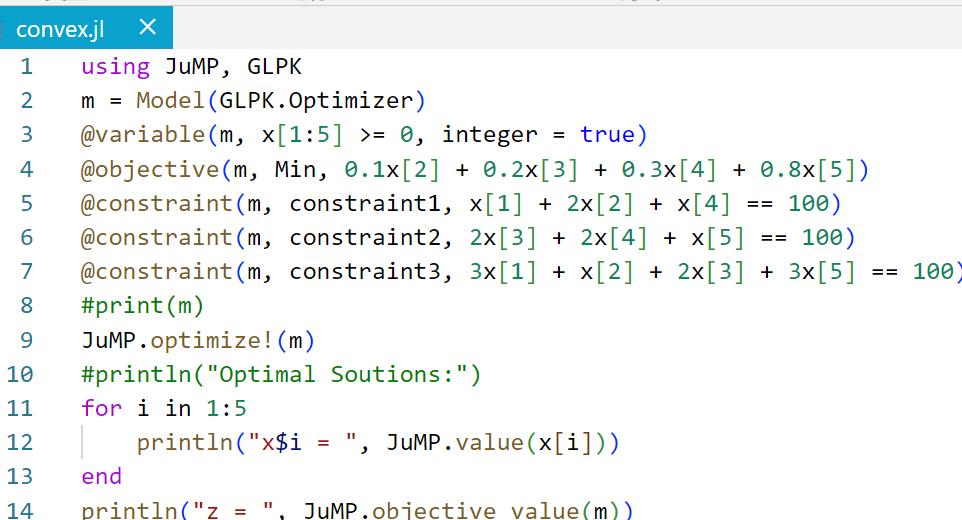 convex.jl
1 using JuMP, GLPK
2 m = Model(GLPK.Optimizer)
3 @variable(m, x[1:5] >= 0, integer = true)
4 @objective(m, Min, 0.1x[2] + 0.2x[3] + 0.3x[4] + 0.8x[5])
5 @constraint(m, constraint1, x[1] + 2x[2] + x[4] == 100)
6 @constraint(m, constraint2, 2x[3] + 2x[4] + x[5] == 100)
7 @constraint(m, constraint3, 3x[1] + x[2] + 2x[3] + 3x[5] == 100)
8 #print(m)
9 JuMP.optimize!(m)
10 #println("Optimal Soutions:")
11 for i in 1:5
12 println("x$i = ", JuMP.value(x[i]))
13 end
14 println("z = ", JuMP.objective_value(m))